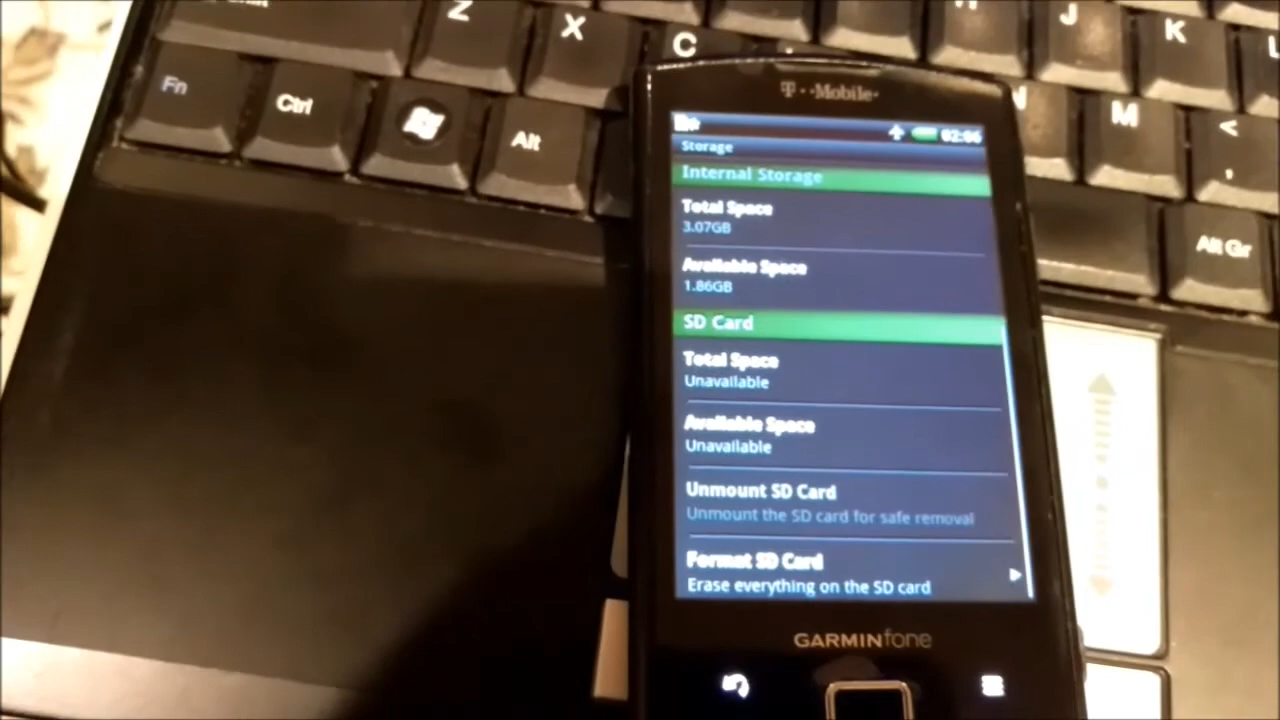 Z X C J K
Fn Ctrl Alt N M < ,
Alt Gr
T··Mobile·
02:06
Storage
Internal Storage
Total Space
3.07GB
Available Space
1.86GB
SD Card
Total Space
Unavailable
Available Space
Unavailable
Unmount SD Card
Unmount the SD card for safe removal
Format SD Card
Erase everything on the SD card
GARMINfone